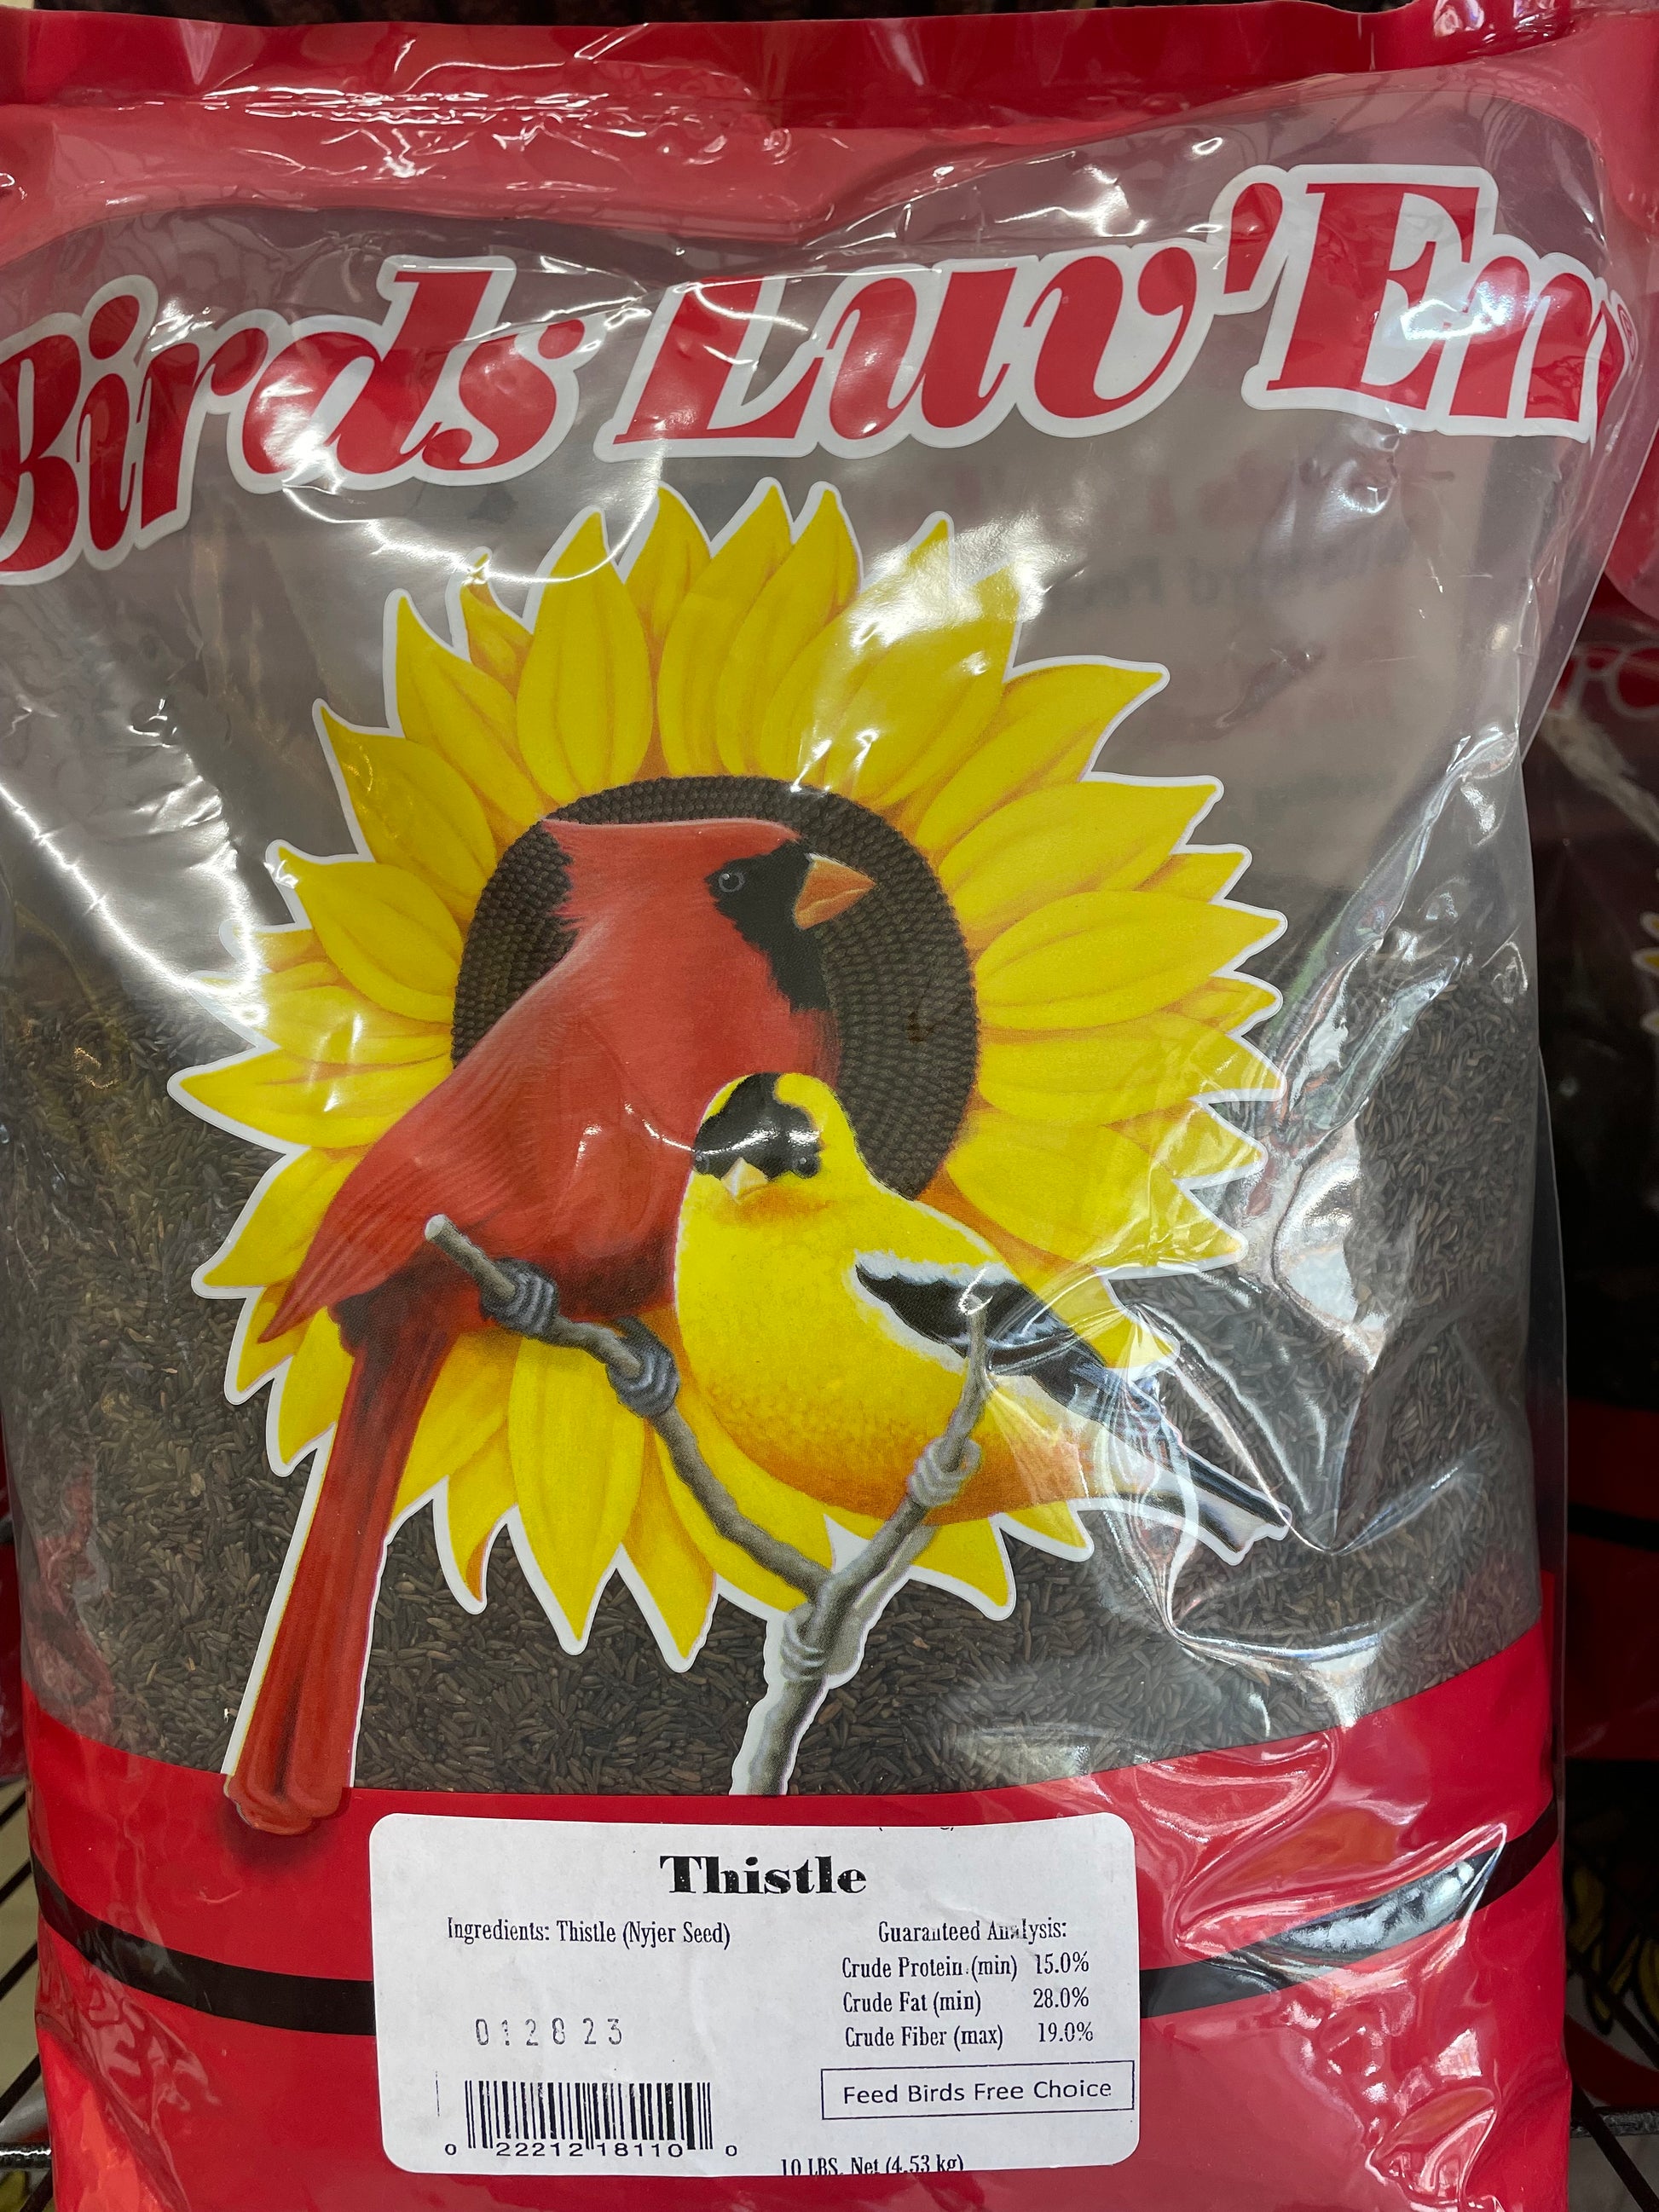 Birds Luv'Em®
Thistle
Ingredients: Thistle (Nyjer Seed)
Guaranteed Analysis:
Crude Protein (min) 15.0%
Crude Fat (min) 28.0%
Crude Fiber (max) 19.0%
012823
Feed Birds Free Choice
0 22212 18110 0
10 LBS. Net (4.53 kg)